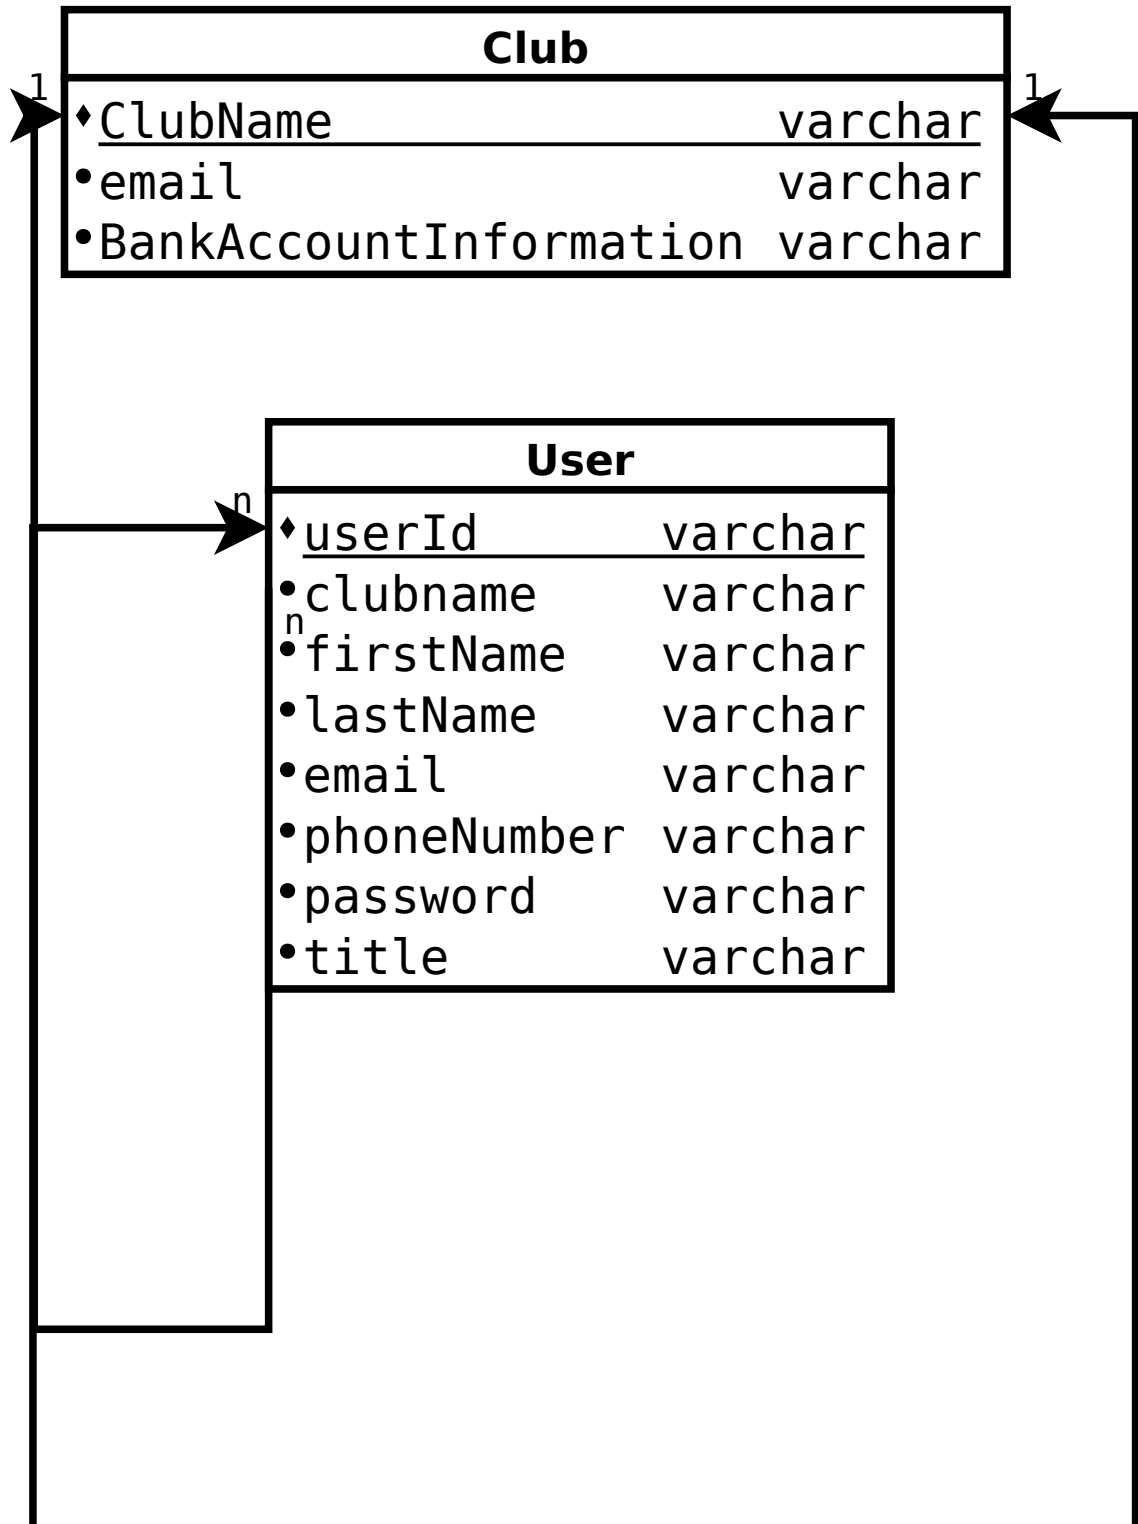 Club
1
1
ClubName varchar
email varchar
BankAccountInformation varchar
User
n
userId varchar
clubname varchar
n
firstName varchar
lastName varchar
email varchar
phoneNumber varchar
password varchar
title varchar